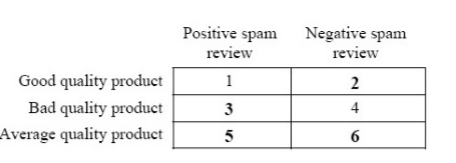 Positive spam review Negative spam review
Good quality product 1 2
Bad quality product 3 4
Average quality product 5 6